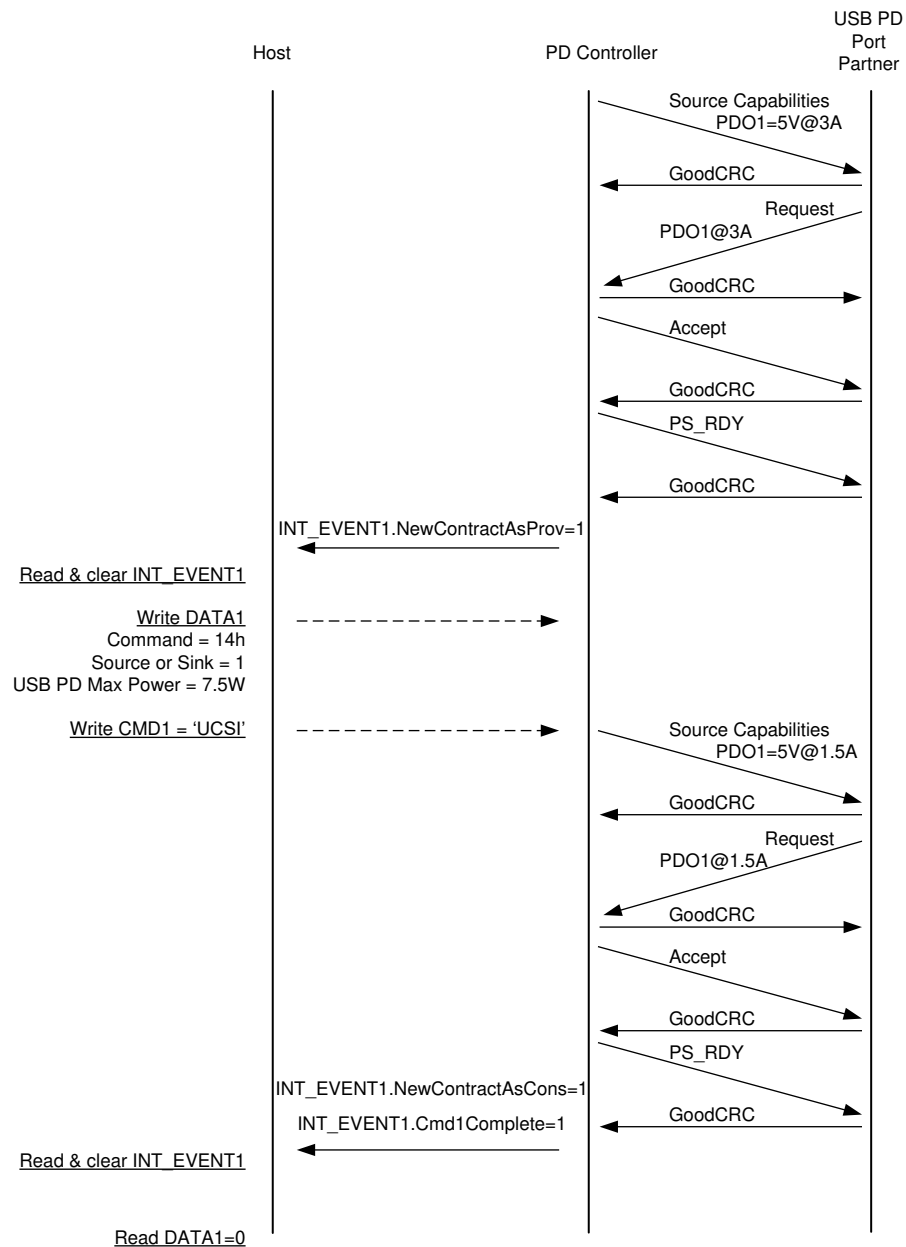 USB PD
Port
Partner
Host
PD Controller
Source Capabilities
PDO1=5V@3A
GoodCRC
Request
PDO1@3A
GoodCRC
Accept
GoodCRC
PS_RDY
GoodCRC
INT_EVENT1.NewContractAsProv=1
Read & clear INT_EVENT1
Write DATA1
Command = 14h
Source or Sink = 1
USB PD Max Power = 7.5W
Write CMD1 = ‘UCSI’
Source Capabilities
PDO1=5V@1.5A
GoodCRC
Request
PDO1@1.5A
GoodCRC
Accept
GoodCRC
PS_RDY
INT_EVENT1.NewContractAsCons=1
GoodCRC
INT_EVENT1.Cmd1Complete=1
Read & clear INT_EVENT1
Read DATA1=0